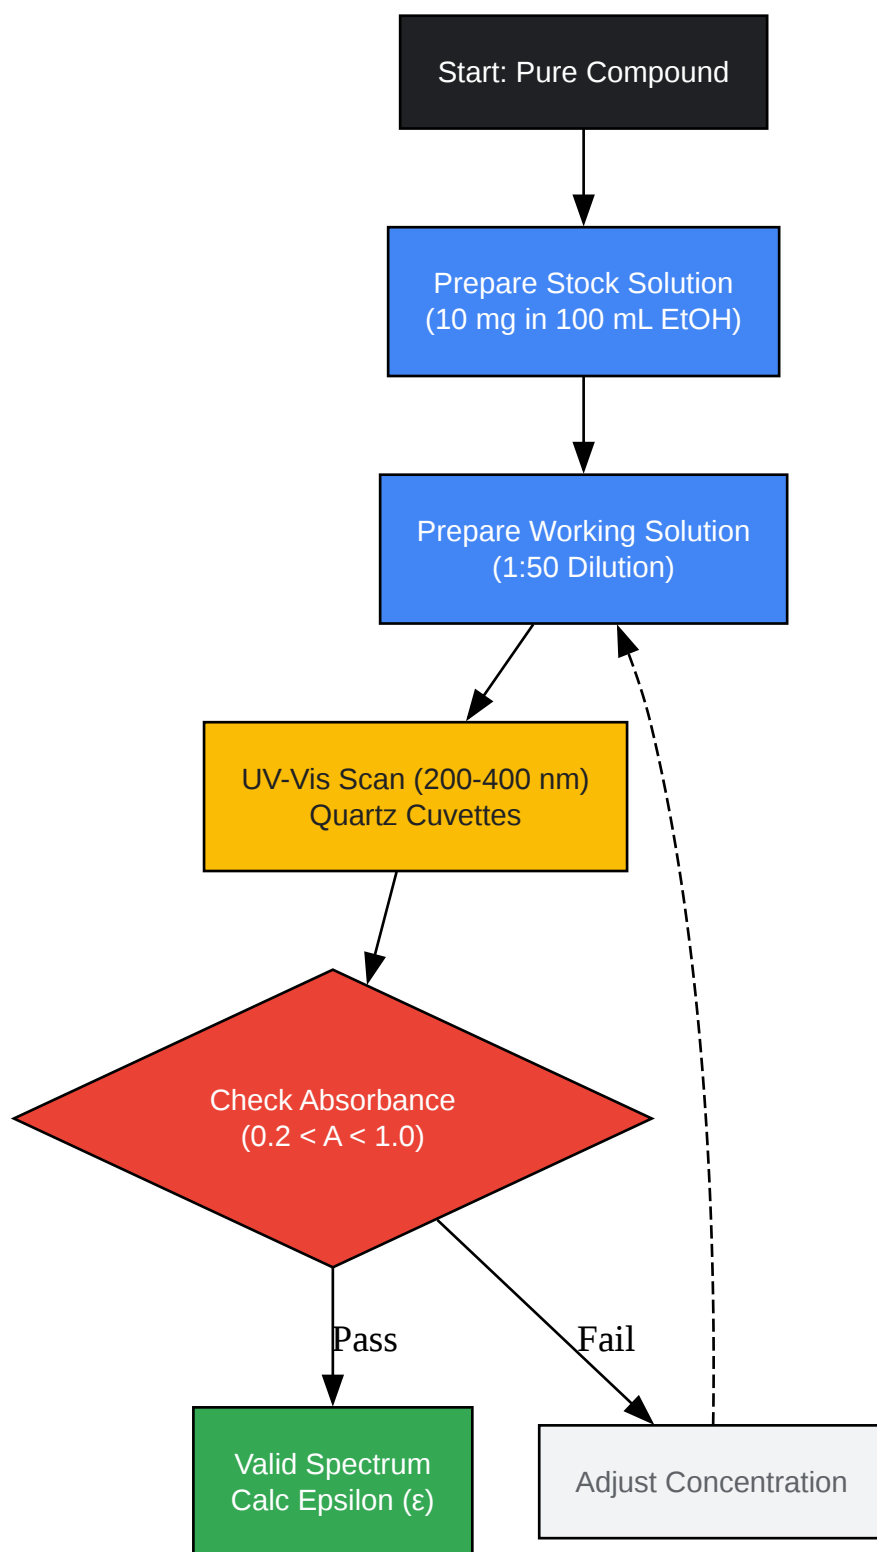 Start: Pure Compound
Prepare Stock Solution
(10 mg in 100 mL EtOH)
Prepare Working Solution
(1:50 Dilution)
UV-Vis Scan (200-400 nm)
Quartz Cuvettes
Check Absorbance
(0.2 < A < 1.0)
Pass
Fail
Valid Spectrum
Calc Epsilon (ε)
Adjust Concentration